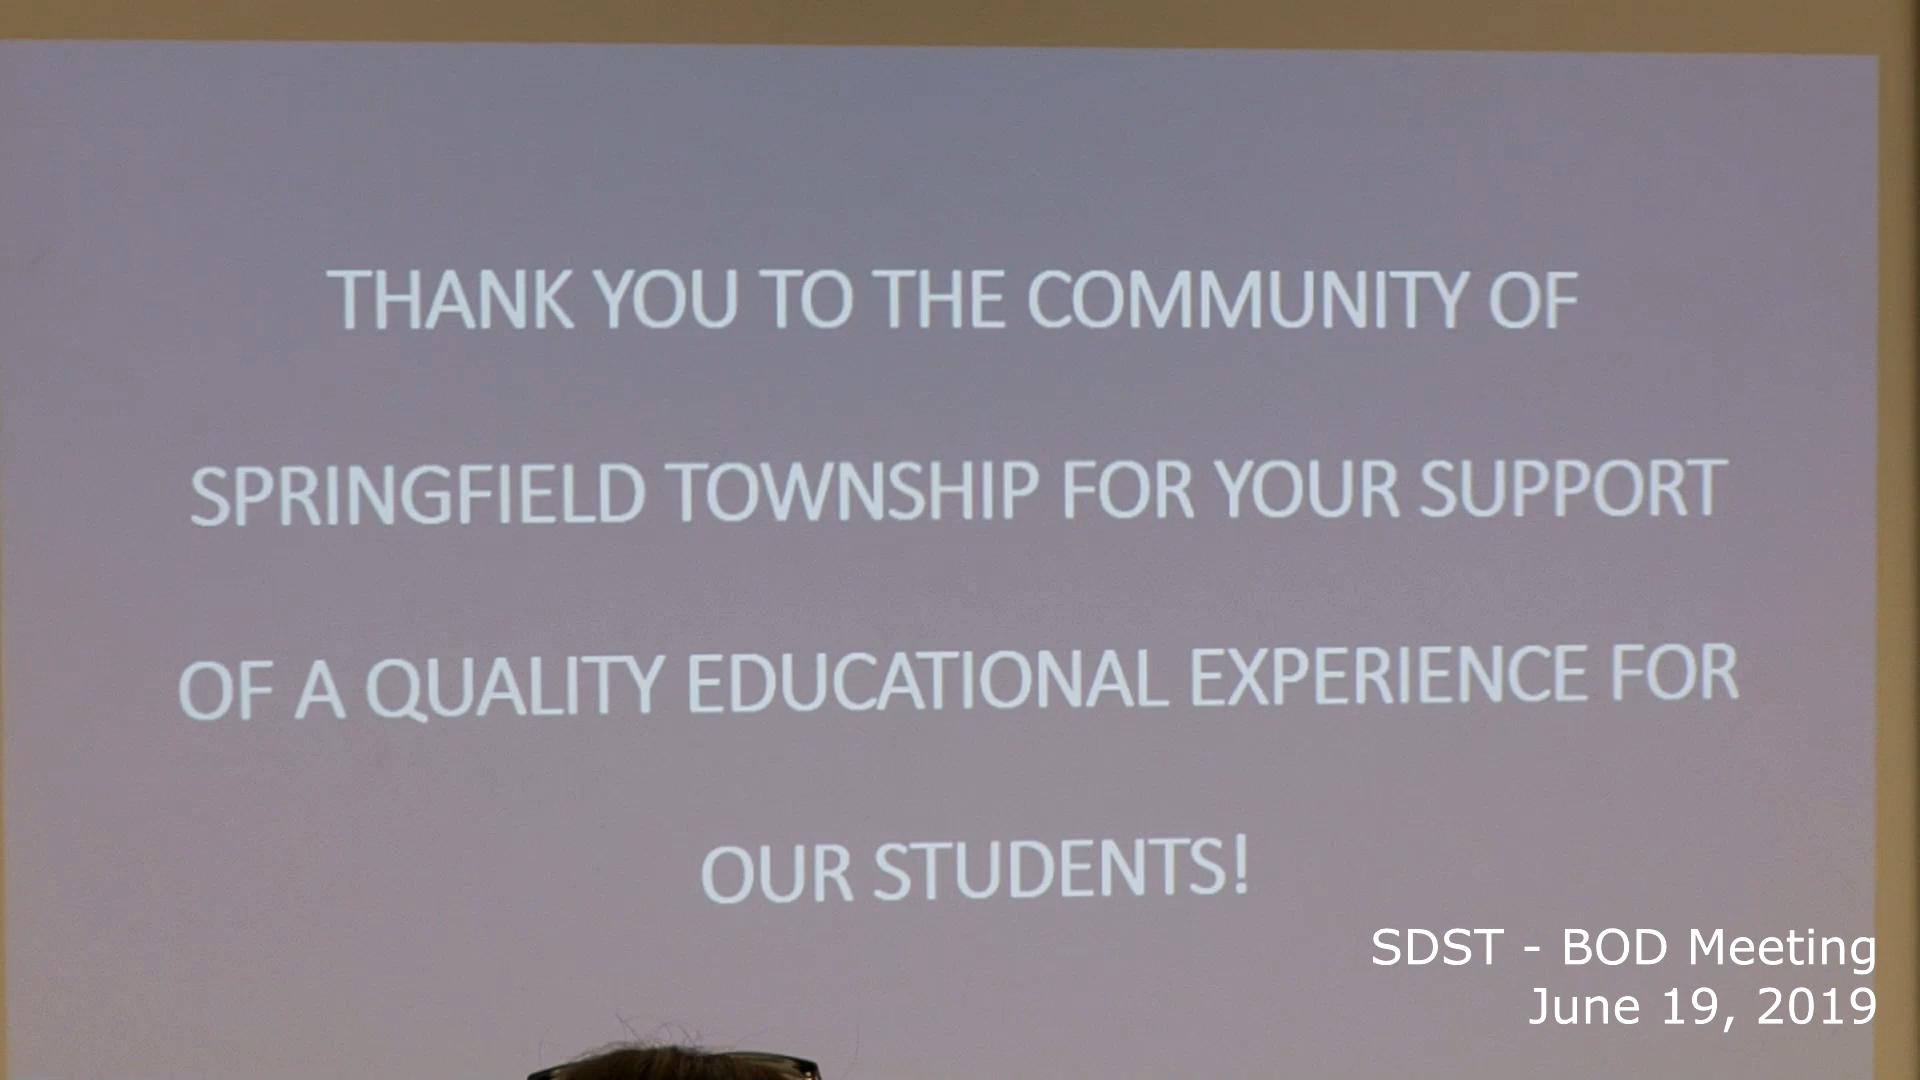 THANK YOU TO THE COMMUNITY OF
SPRINGFIELD TOWNSHIP FOR YOUR SUPPORT
OF A QUALITY EDUCATIONAL EXPERIENCE FOR
OUR STUDENTS!
SDST - BOD Meeting
June 19, 2019